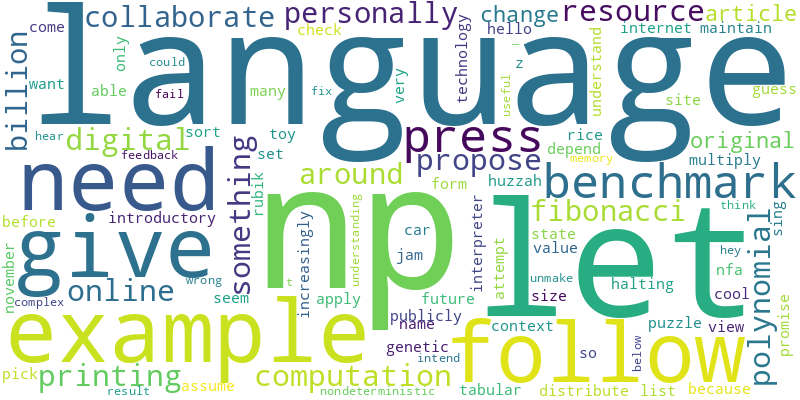 billion come collaborate personally change resource article
only check hello internet maintain
want could language technology z understand
able fail many fix very useful site guess
hear sort toy press rice original
digital set depend
feedback something around propose multiply
need rubik form huzzah benchmark
before introductory np let fibonacci memory
give increasingly understanding car interpreter attempt state nfa think
november wrong jam value hey cool polynomial sing
online seem t halting
complex apply future size unmake view promise
example name publicly context puzzle
pick genetic follow so below because
printing assume computation intend tabular distribute list
result nondeterministic